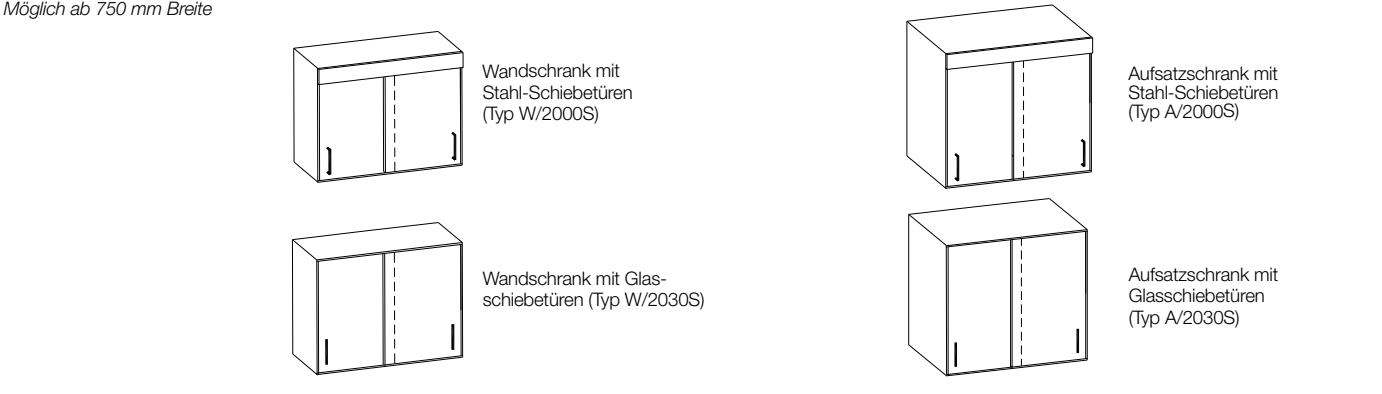 Möglich ab 750 mm Breite
Wandschrank mit
Stahl-Schiebetüren
(Typ W/2000S)
Aufsatzschrank mit
Stahl-Schiebetüren
(Typ A/2000S)
Wandschrank mit Glas-
schiebetüren (Typ W/2030S)
Aufsatzschrank mit
Glasschiebetüren
(Typ A/2030S)